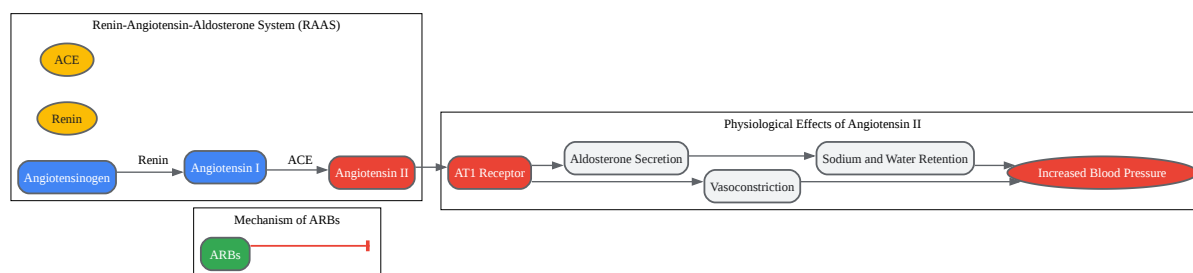 Renin-Angiotensin-Aldosterone System (RAAS)
ACE
Renin
Angiotensinogen
Renin
Angiotensin I
ACE
Angiotensin II
Physiological Effects of Angiotensin II
AT1 Receptor
Aldosterone Secretion
Vasoconstriction
Sodium and Water Retention
Increased Blood Pressure
Mechanism of ARBs
ARBs